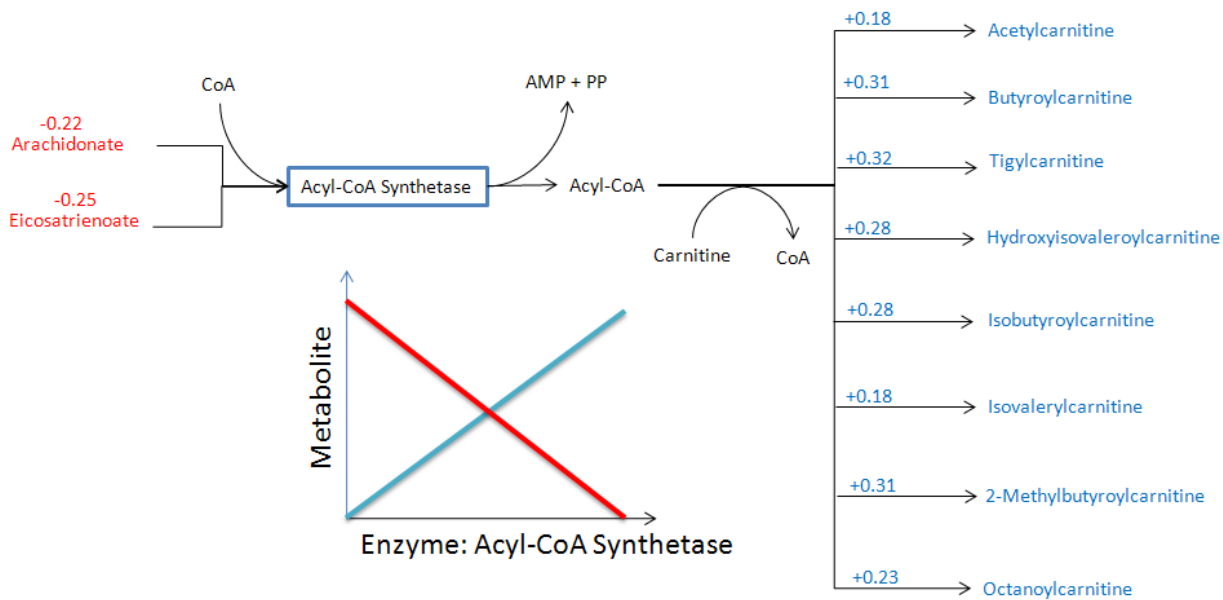 +0.18
Acetylcarnitine
CoA
AMP + PP
+0.31
Butyroylcarnitine
-0.22
Arachidonate
+0.32
Tigylcarnitine
Acyl-CoA Synthetase
Acyl-CoA
-0.25
Eicosatrienoate
+0.28
Hydroxyisovaleroylcarnitine
Carnitine
CoA
+0.28
Isobutyroylcarnitine
Metabolite
+0.18
Isovalerylcarnitine
+0.31
2-Methylbutyroylcarnitine
Enzyme: Acyl-CoA Synthetase
+0.23
Octanoylcarnitine